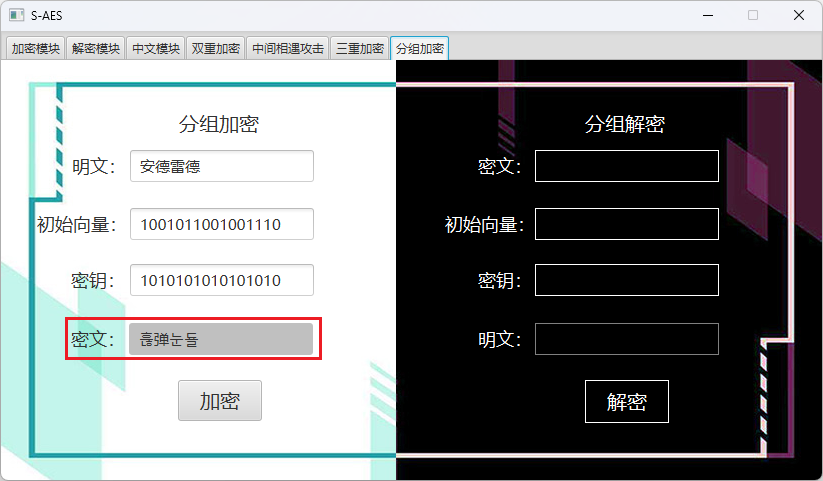 S-AES
加密模块 解密模块 中文模块 双重加密 中间相遇攻击 三重加密 分组加密
分组加密
明文： 安德雷德
初始向量： 1001011001001110
密钥： 1010101010101010
密文： 흛弹눈들
加密
分组解密
密文：
初始向量：
密钥：
明文：
解密